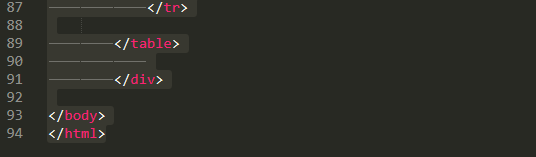 87 </tr>
88
89 </table>
90
91 </div>
92
93 </body>
94 </html>